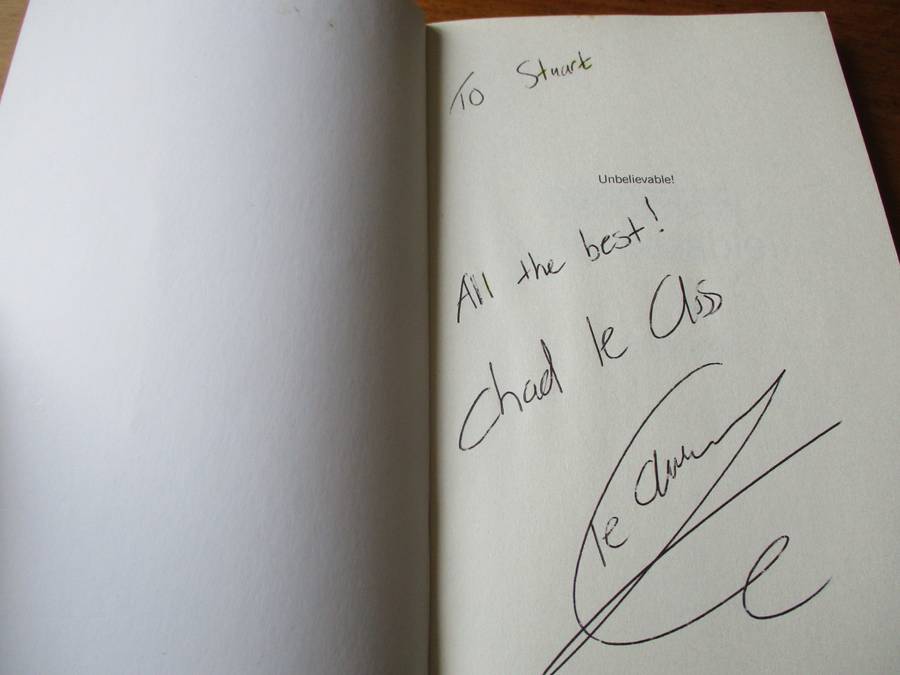 To Stuart
Unbelievable!
All the best!
Chad le Clos